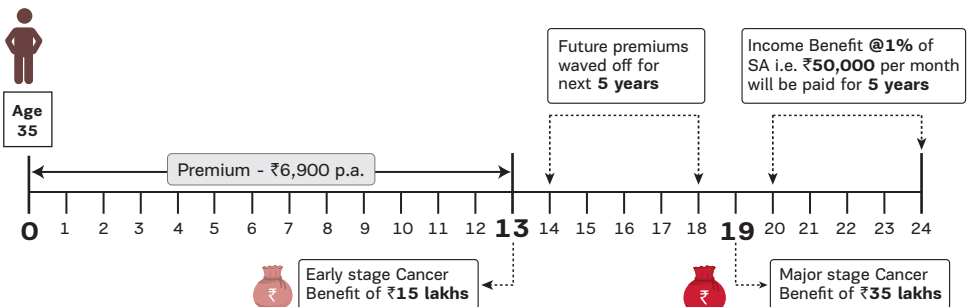 Future premiums
waved off for
next 5 years
Income Benefit @1% of
SA i.e. ₹50,000 per month
will be paid for 5 years
Age
35
Premium - ₹6,900 p.a.
0 1 2 3 4 5 6 7 8 9 10 11 12 13 14 15 16 17 18 19 20 21 22 23 24
₹
Early stage Cancer
Benefit of ₹15 lakhs
₹
Major stage Cancer
Benefit of ₹35 lakhs